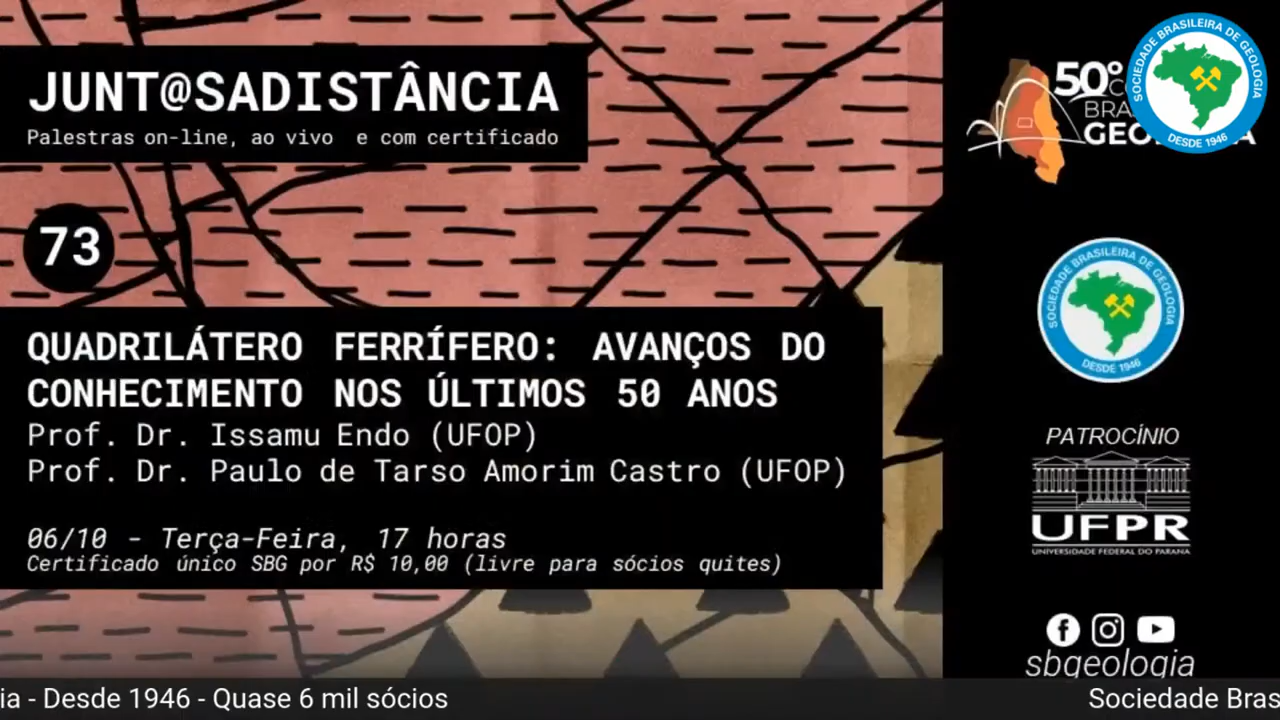 JUNT@SADISTÂNCIA
Palestras on-line, ao vivo e com certificado
73
QUADRILÁTERO FERRÍFERO: AVANÇOS DO
CONHECIMENTO NOS ÚLTIMOS 50 ANOS
Prof. Dr. Issamu Endo (UFOP)
Prof. Dr. Paulo de Tarso Amorim Castro (UFOP)
06/10 - Terça-Feira, 17 horas
Certificado único SBG por R$ 10,00 (livre para sócios quites)
50º
SOCIEDADE BRASILEIRA DE GEOLOGIA
DESDE 1946
SOCIEDADE BRASILEIRA DE GEOLOGIA
DESDE 1946
PATROCÍNIO
UFPR
UNIVERSIDADE FEDERAL DO PARANÁ
sbgeologia
ia - Desde 1946 - Quase 6 mil sócios
Sociedade Bras